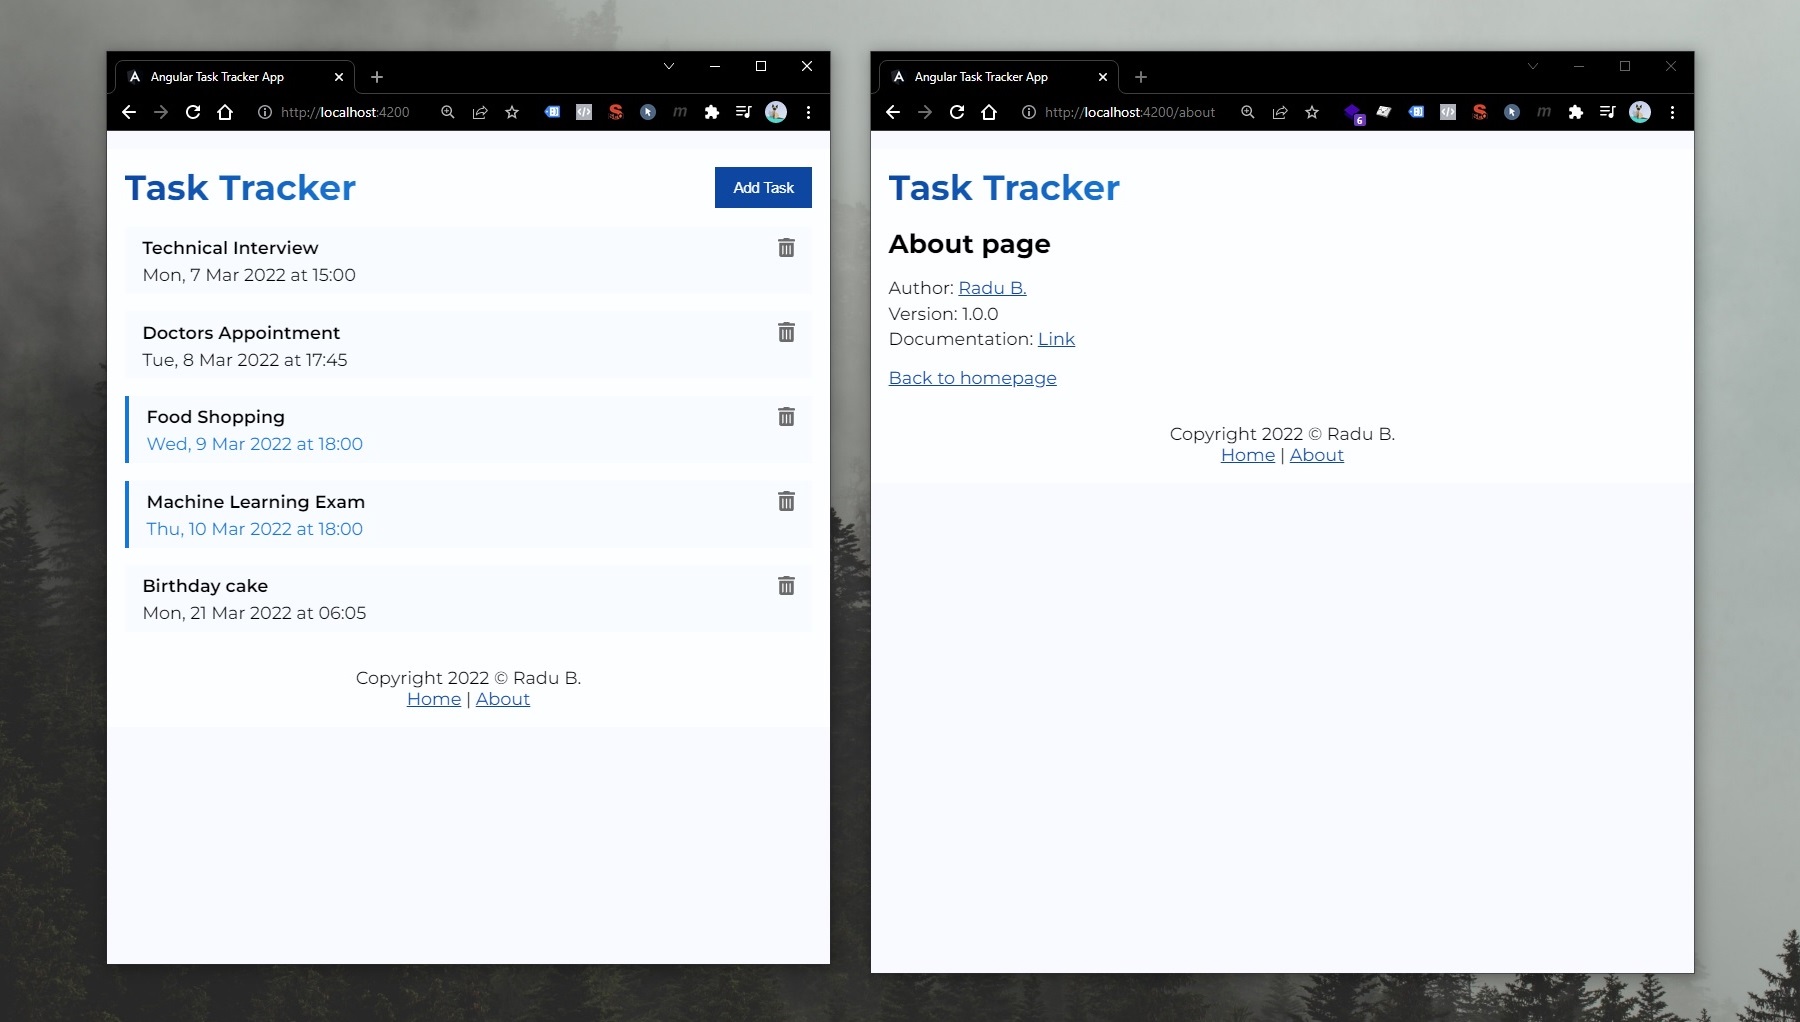 Angular Task Tracker App
http://localhost:4200
Task Tracker
Add Task
Technical Interview
Mon, 7 Mar 2022 at 15:00
Doctors Appointment
Tue, 8 Mar 2022 at 17:45
Food Shopping
Wed, 9 Mar 2022 at 18:00
Machine Learning Exam
Thu, 10 Mar 2022 at 18:00
Birthday cake
Mon, 21 Mar 2022 at 06:05
Copyright 2022 © Radu B.
Home | About
Angular Task Tracker App
http://localhost:4200/about
6
Task Tracker
About page
Author: Radu B.
Version: 1.0.0
Documentation: Link
Back to homepage
Copyright 2022 © Radu B.
Home | About